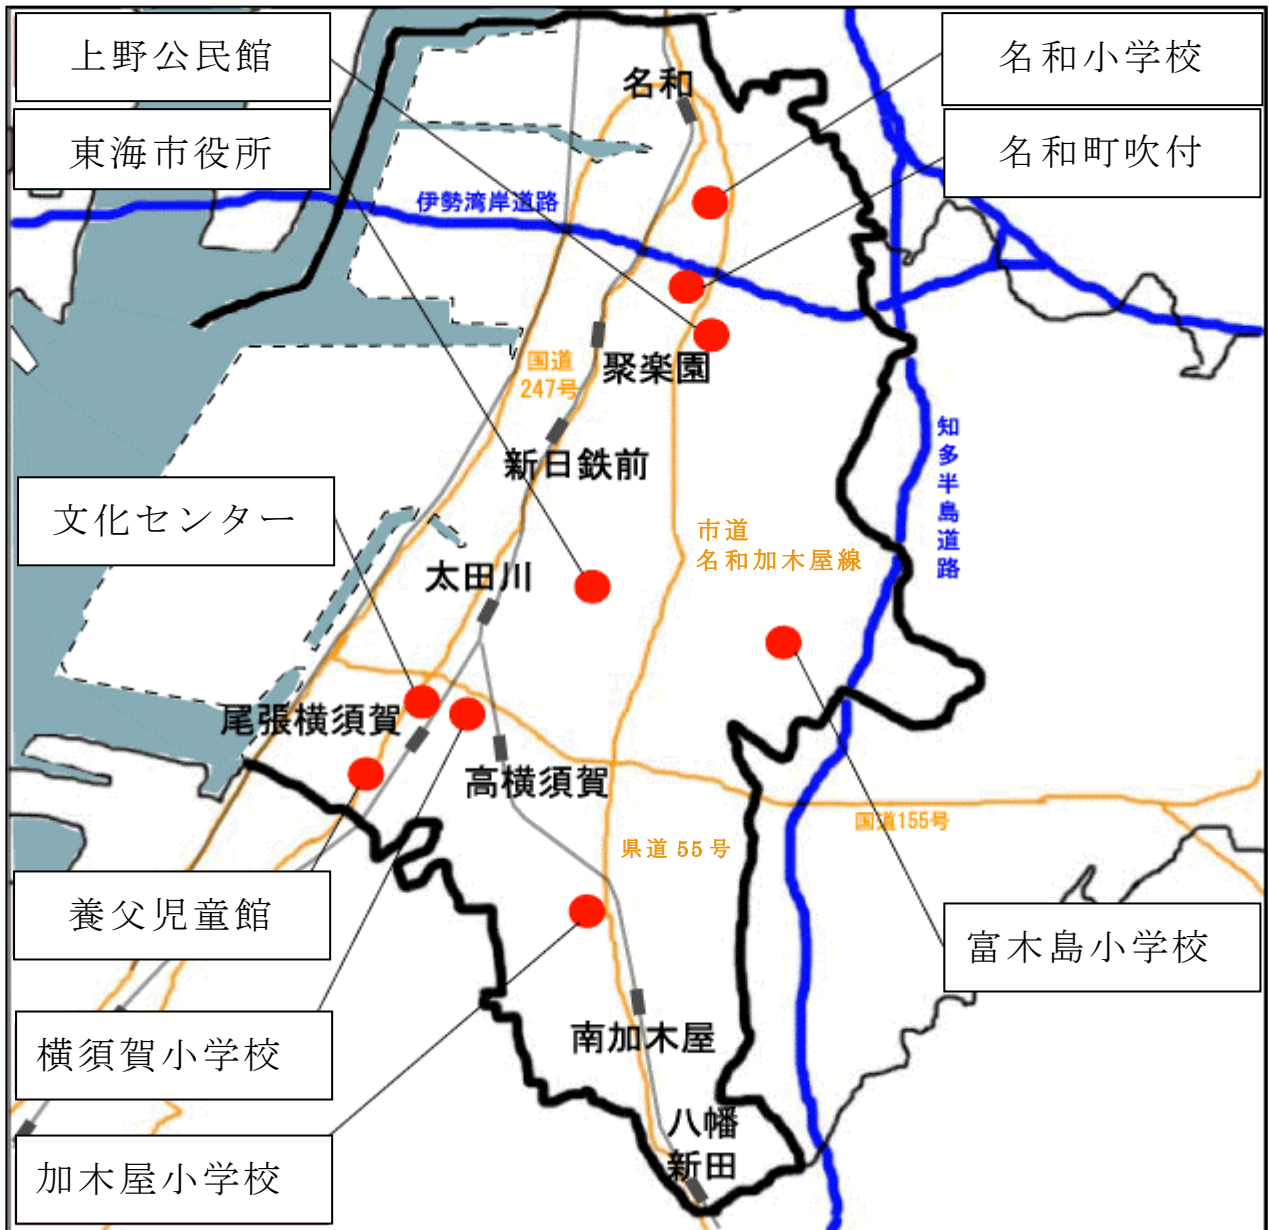 上野公民館
名和小学校
名和
東海市役所
名和町吹付
伊勢湾岸道路
国道
247号
聚楽園
知多半島道路
新日鉄前
文化センター
市道
名和加木屋線
太田川
尾張横須賀
高横須賀
国道155号
県道55号
養父児童館
富木島小学校
横須賀小学校
南加木屋
八幡
新田
加木屋小学校